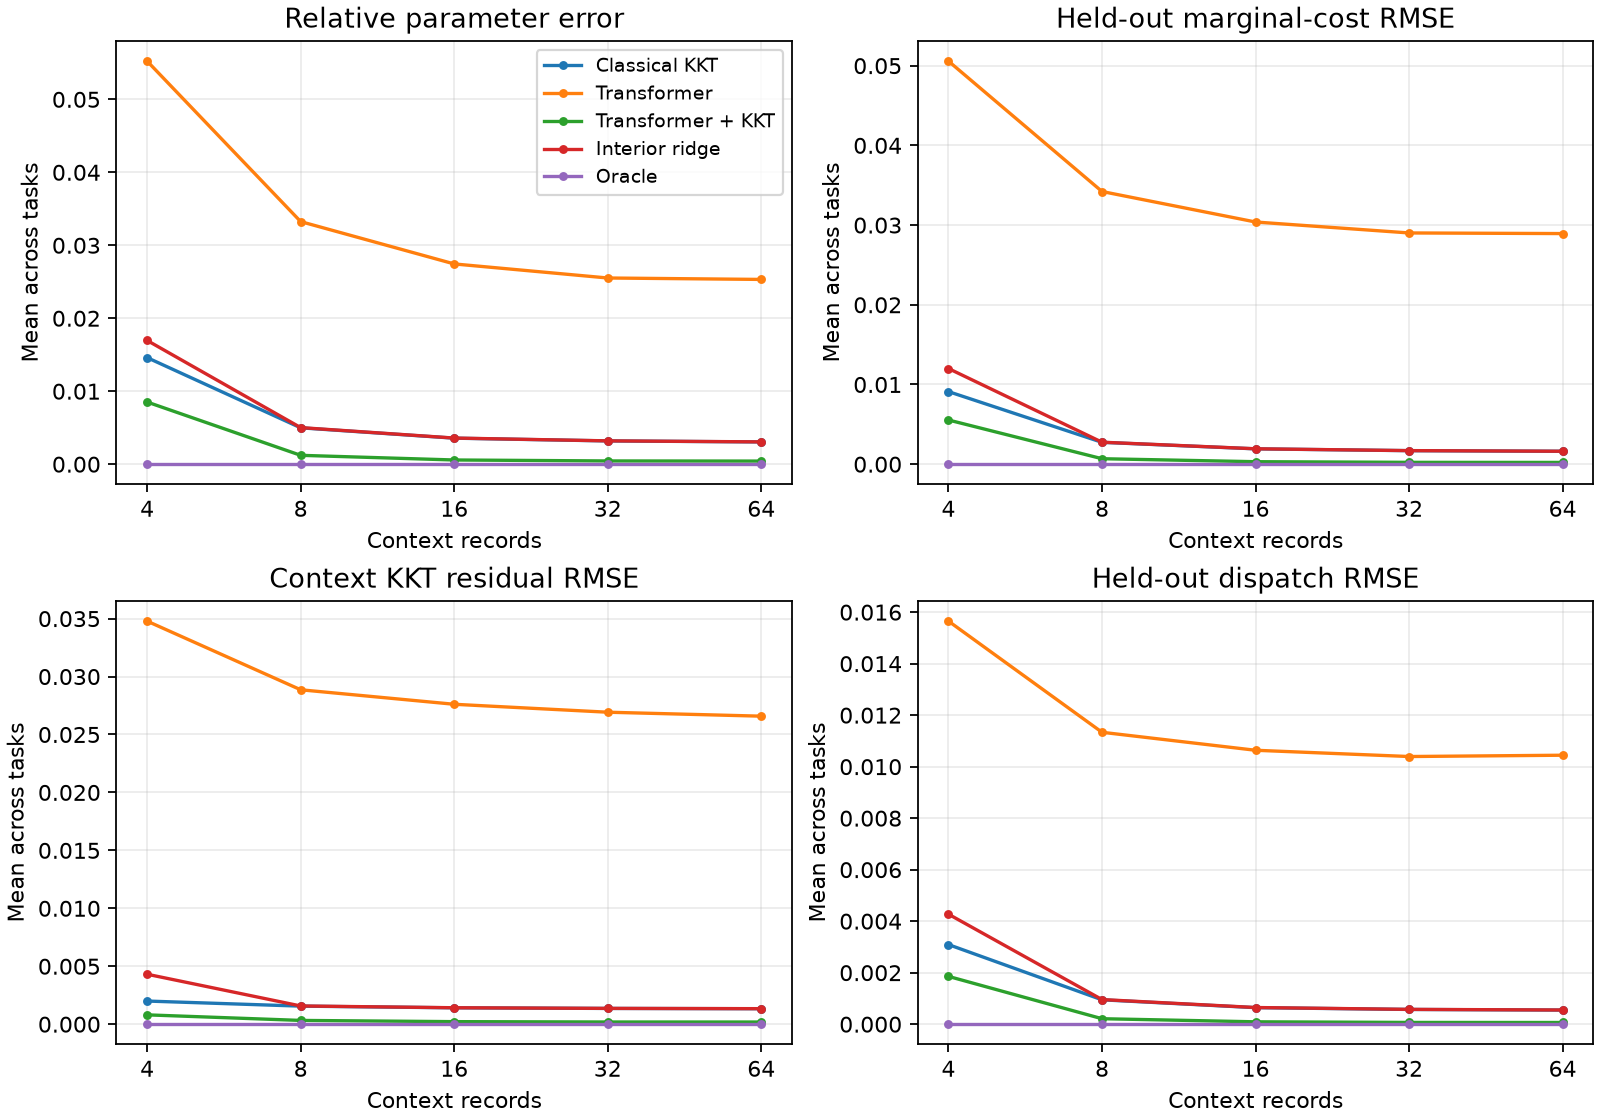 Relative parameter error
Mean across tasks
0.05
0.04
0.03
0.02
0.01
0.00
Classical KKT
Transformer
Transformer + KKT
Interior ridge
Oracle
4 8 16 32 64
Context records
Held-out marginal-cost RMSE
Mean across tasks
0.05
0.04
0.03
0.02
0.01
0.00
4 8 16 32 64
Context records
Context KKT residual RMSE
Mean across tasks
0.035
0.030
0.025
0.020
0.015
0.010
0.005
0.000
4 8 16 32 64
Context records
Held-out dispatch RMSE
Mean across tasks
0.016
0.014
0.012
0.010
0.008
0.006
0.004
0.002
0.000
4 8 16 32 64
Context records